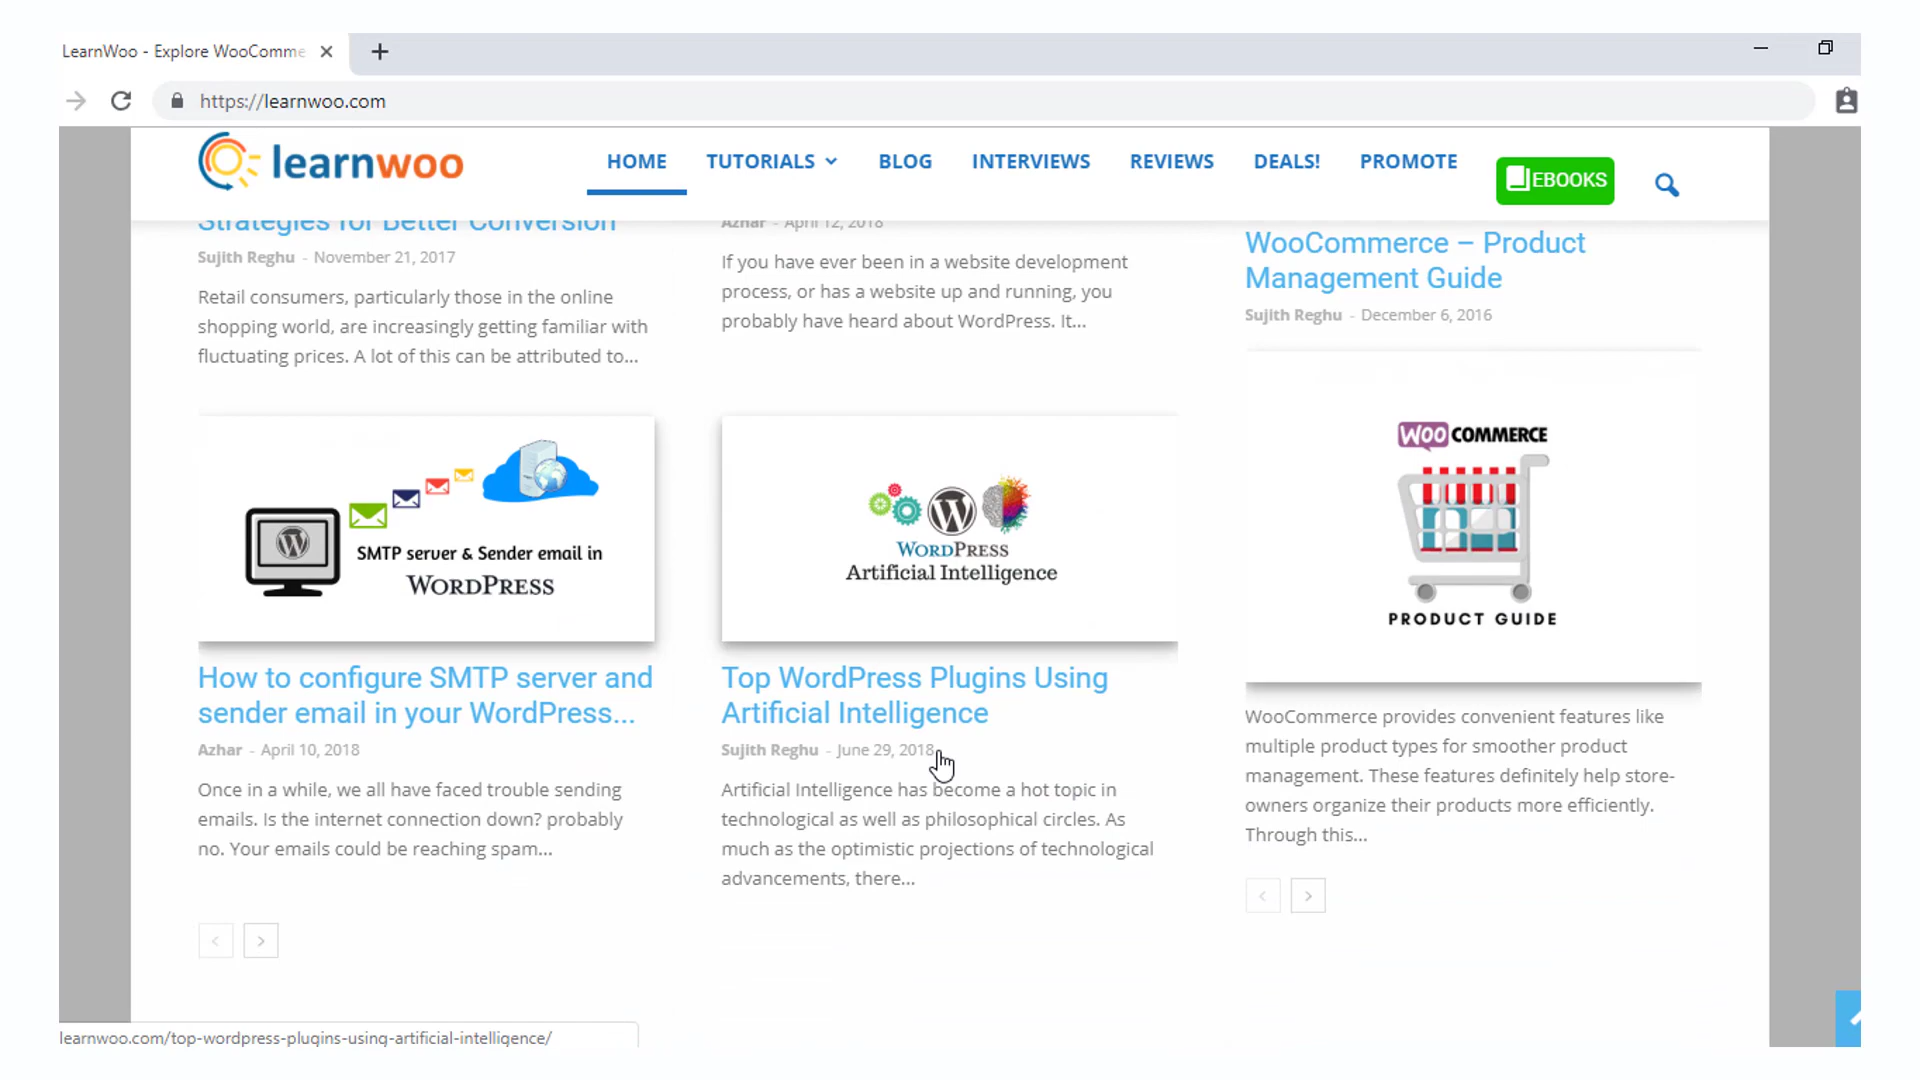 LearnWoo - Explore WooComme
https://learnwoo.com
learnwoo
HOME
TUTORIALS
BLOG
INTERVIEWS
REVIEWS
DEALS!
PROMOTE
EBOOKS
Strategies for Better Conversion
Sujith Reghu - November 21, 2017
Retail consumers, particularly those in the online
shopping world, are increasingly getting familiar with
fluctuating prices. A lot of this can be attributed to...
SMTP server & Sender email in
WORDPRESS
How to configure SMTP server and
sender email in your WordPress...
Azhar - April 10, 2018
Once in a while, we all have faced trouble sending
emails. Is the internet connection down? probably
no. Your emails could be reaching spam...
Azhar - April 12, 2018
If you have ever been in a website development
process, or has a website up and running, you
probably have heard about WordPress. It...
WORDPRESS
Artificial Intelligence
Top WordPress Plugins Using
Artificial Intelligence
Sujith Reghu - June 29, 2018
Artificial Intelligence has become a hot topic in
technological as well as philosophical circles. As
much as the optimistic projections of technological
advancements, there...
WooCommerce – Product
Management Guide
Sujith Reghu - December 6, 2016
WOO COMMERCE
PRODUCT GUIDE
WooCommerce provides convenient features like
multiple product types for smoother product
management. These features definitely help store-
owners organize their products more efficiently.
Through this...
learnwoo.com/top-wordpress-plugins-using-artificial-intelligence/